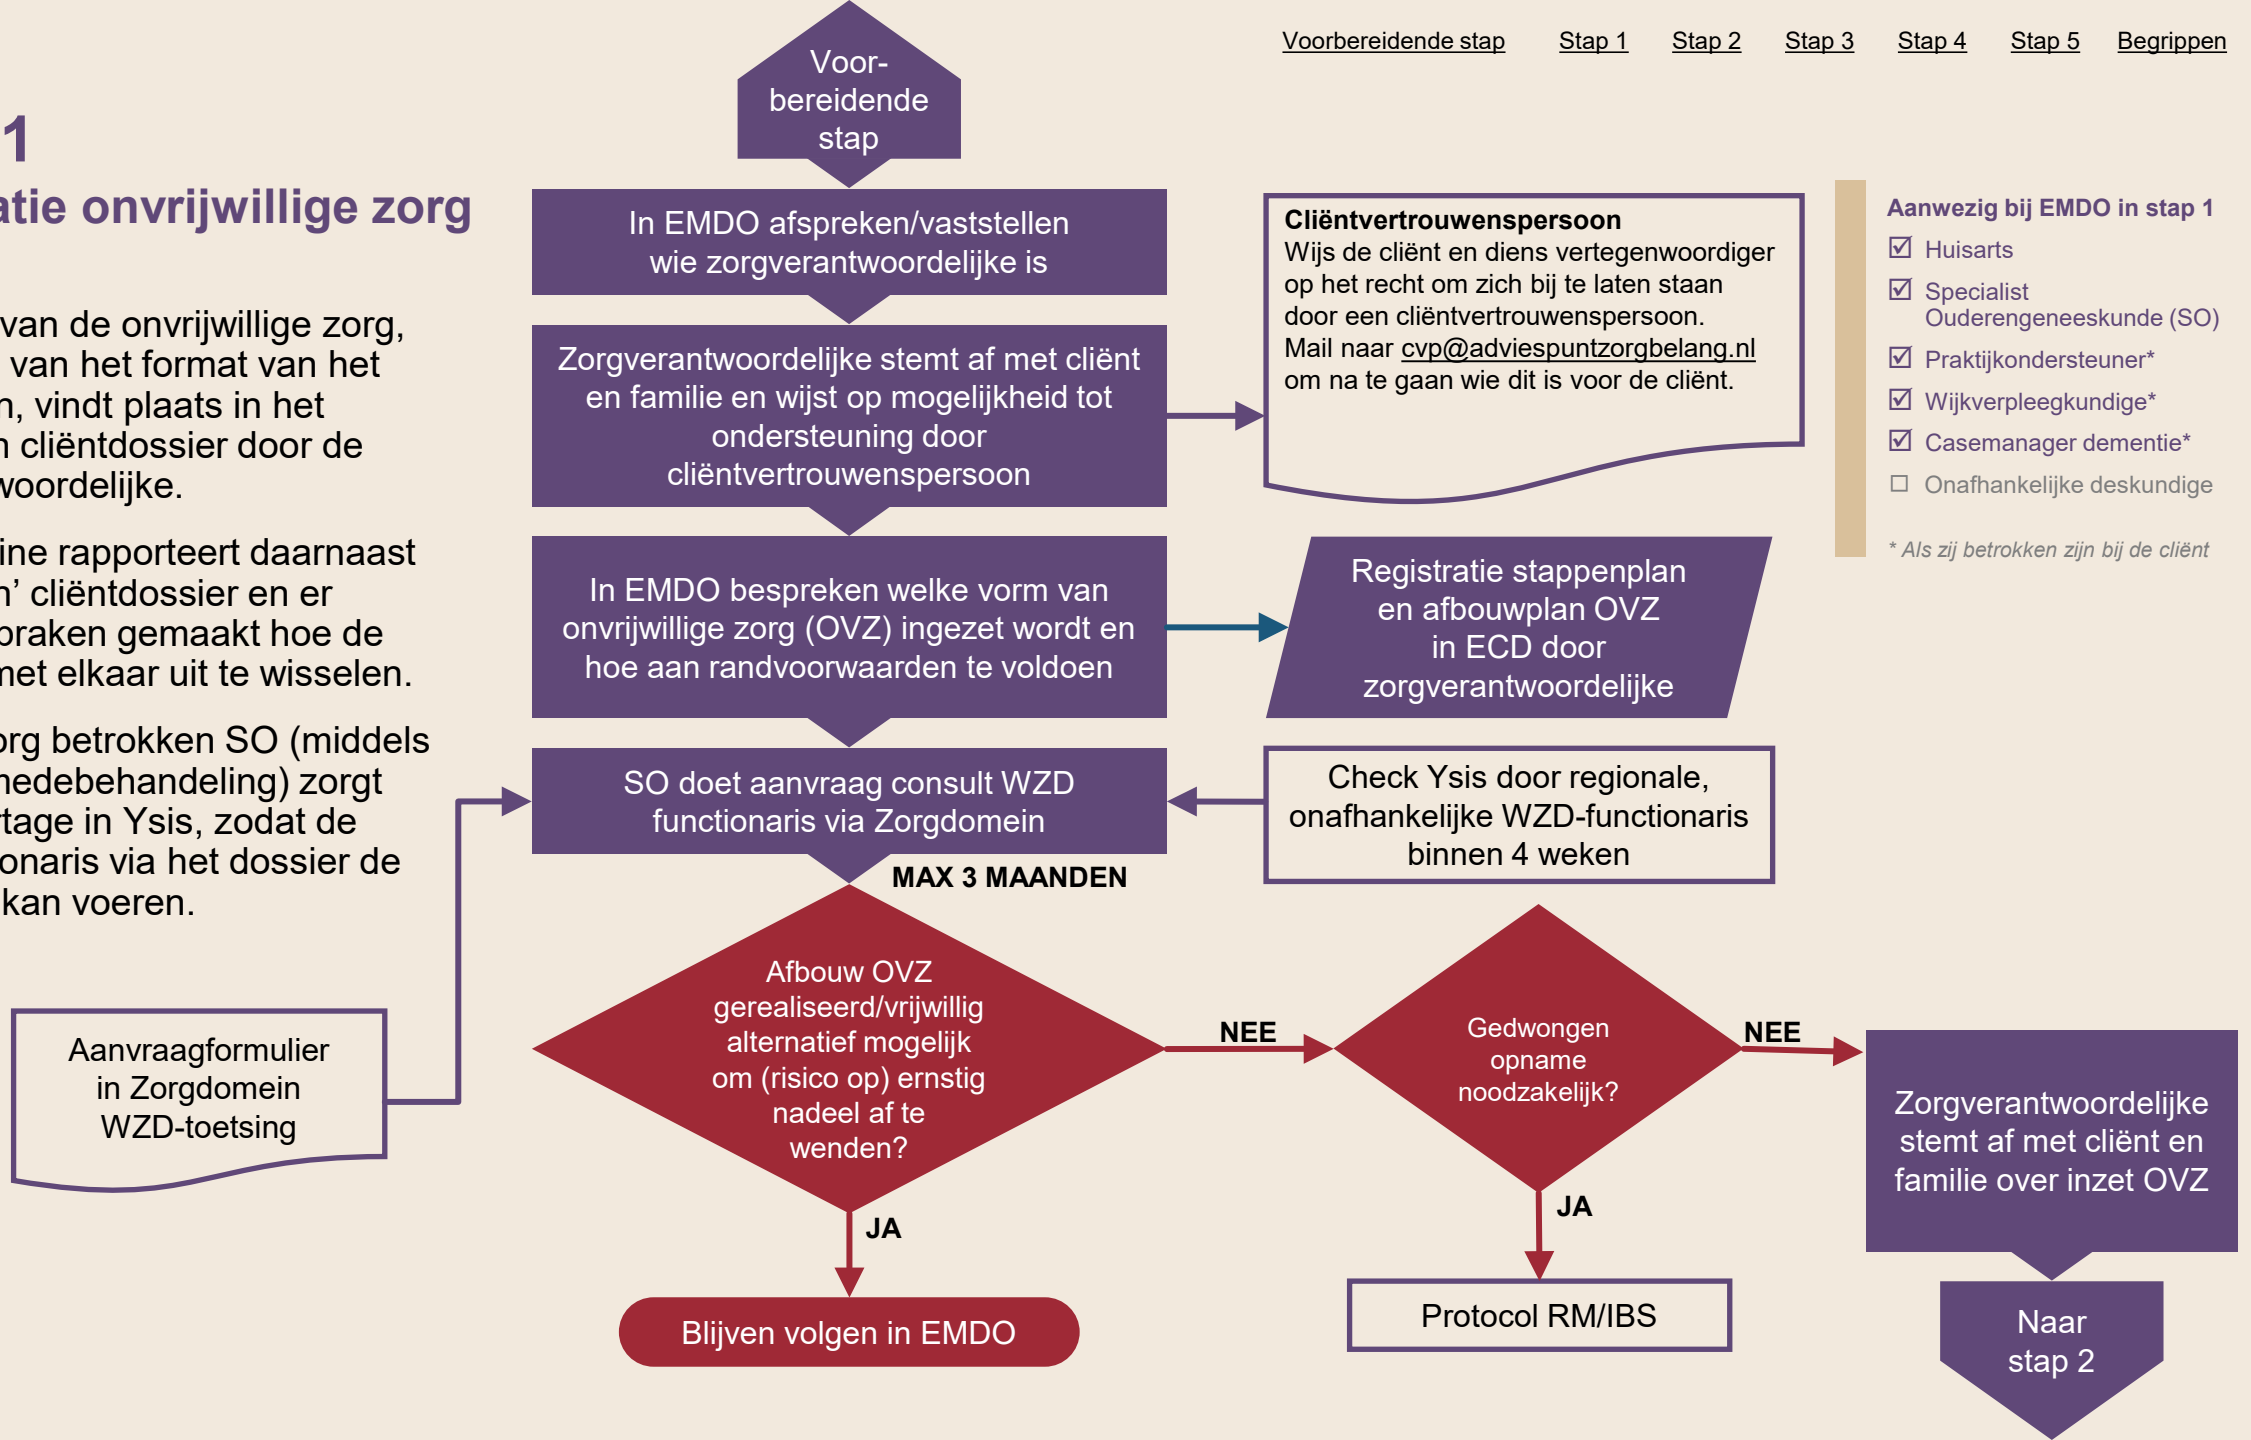 Voorbereidende stap Stap 1 Stap 2 Stap 3 Stap 4 Stap 5 Begrippen
1
atie onvrijwillige zorg
van de onvrijwillige zorg,
van het format van het
n, vindt plaats in het
n cliëntdossier door de
woordelijke.
ine rapporteert daarnaast
n’ cliëntdossier en er
praken gemaakt hoe de
met elkaar uit te wisselen.
org betrokken SO (middels
medebehandeling) zorgt
rtage in Ysis, zodat de
ionaris via het dossier de
kan voeren.
Aanvraagformulier
in Zorgdomein
WZD-toetsing
Voor-
bereidende
stap
In EMDO afspreken/vaststellen
wie zorgverantwoordelijke is
Zorgverantwoordelijke stemt af met cliënt
en familie en wijst op mogelijkheid tot
ondersteuning door
cliëntvertrouwenspersoon
In EMDO bespreken welke vorm van
onvrijwillige zorg (OVZ) ingezet wordt en
hoe aan randvoorwaarden te voldoen
SO doet aanvraag consult WZD
functionaris via Zorgdomein
MAX 3 MAANDEN
Afbouw OVZ
gerealiseerd/vrijwillig
alternatief mogelijk
om (risico op) ernstig
nadeel af te
wenden?
JA
Blijven volgen in EMDO
Cliëntvertrouwenspersoon
Wijs de cliënt en diens vertegenwoordiger
op het recht om zich bij te laten staan
door een cliëntvertrouwenspersoon.
Mail naar cvp@adviespuntzorgbelang.nl
om na te gaan wie dit is voor de cliënt.
Registratie stappenplan
en afbouwplan OVZ
in ECD door
zorgverantwoordelijke
Check Ysis door regionale,
onafhankelijke WZD-functionaris
binnen 4 weken
NEE
Gedwongen
opname
noodzakelijk?
JA
Protocol RM/IBS
NEE
Zorgverantwoordelijke
stemt af met cliënt en
familie over inzet OVZ
Naar
stap 2
Aanwezig bij EMDO in stap 1
☑ Huisarts
☑ Specialist
Ouderengeneeskunde (SO)
☑ Praktijkondersteuner*
☑ Wijkverpleegkundige*
☑ Casemanager dementie*
☐ Onafhankelijke deskundige
* Als zij betrokken zijn bij de cliënt